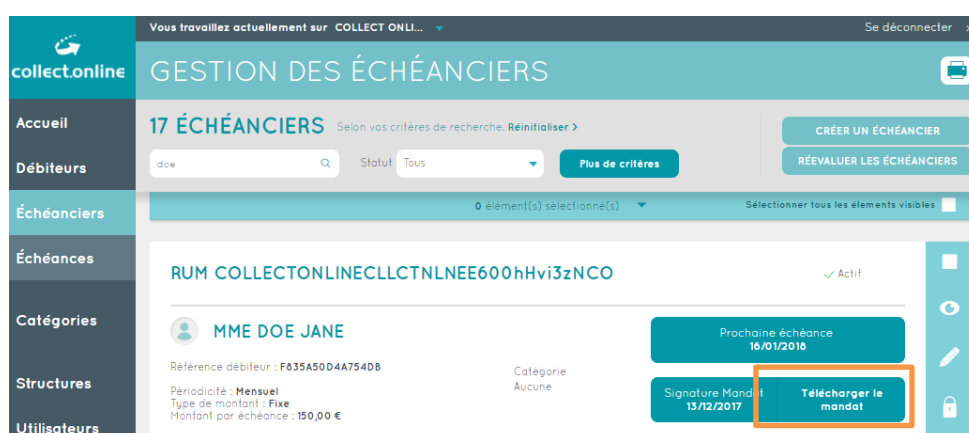 Vous travaillez actuellement sur COLLECT ONLI...
Se déconnecter
collect.online
GESTION DES ÉCHÉANCIERS
Accueil
Débiteurs
Échéanciers
Échéances
Catégories
Structures
Utilisateurs
17 ÉCHÉANCIERS Selon vos critères de recherche. Réinitialiser >
CRÉER UN ÉCHÉANCIER
doe
Statut Tous
Plus de critères
RÉEVALUER LES ÉCHÉANCIERS
0 élément(s) sélectionné(s)
Sélectionner tous les élements visibles
RUM COLLECTONLINECLLCTNLNEE600hHvi3zNCO
Actif
MME DOE JANE
Référence débiteur : F835A50D4A754DB
Périodicité : Mensuel
Type de montant : Fixe
Montant par échéance : 150,00 €
Catégorie
Aucune
Prochaine échéance
16/01/2018
Signature Mandat
13/12/2017
Télécharger le
mandat